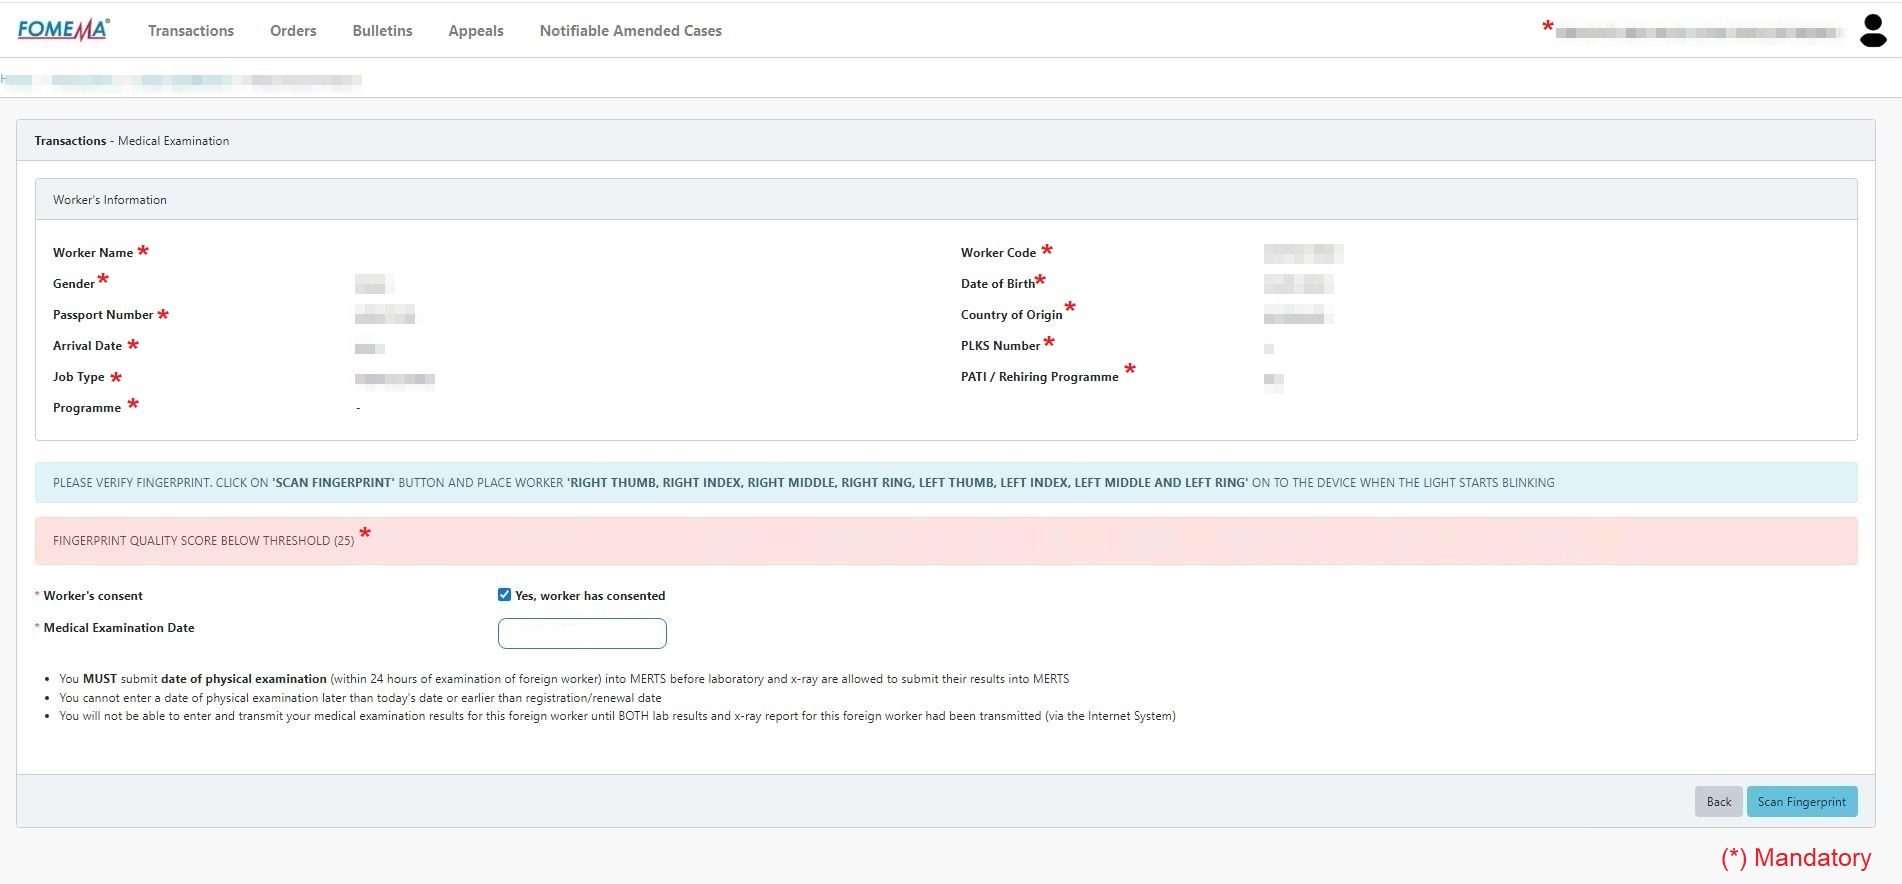 FOMEMA® Transactions Orders Bulletins Appeals Notifiable Amended Cases *
Transactions - Medical Examination
Worker's Information
Worker Name * Worker Code *
Gender * Date of Birth *
Passport Number * Country of Origin *
Arrival Date * PLKS Number *
Job Type * PATI / Rehiring Programme *
Programme * -
PLEASE VERIFY FINGERPRINT. CLICK ON 'SCAN FINGERPRINT' BUTTON AND PLACE WORKER 'RIGHT THUMB, RIGHT INDEX, RIGHT MIDDLE, RIGHT RING, LEFT THUMB, LEFT INDEX, LEFT MIDDLE AND LEFT RING' ON TO THE DEVICE WHEN THE LIGHT STARTS BLINKING
FINGERPRINT QUALITY SCORE BELOW THRESHOLD (25) *
* Worker's consent Yes, worker has consented
* Medical Examination Date
• You MUST submit date of physical examination (within 24 hours of examination of foreign worker) into MERTS before laboratory and x-ray are allowed to submit their results into MERTS
• You cannot enter a date of physical examination later than today's date or earlier than registration/renewal date
• You will not be able to enter and transmit your medical examination results for this foreign worker until BOTH lab results and x-ray report for this foreign worker had been transmitted (via the Internet System)
Back Scan Fingerprint
(*) Mandatory